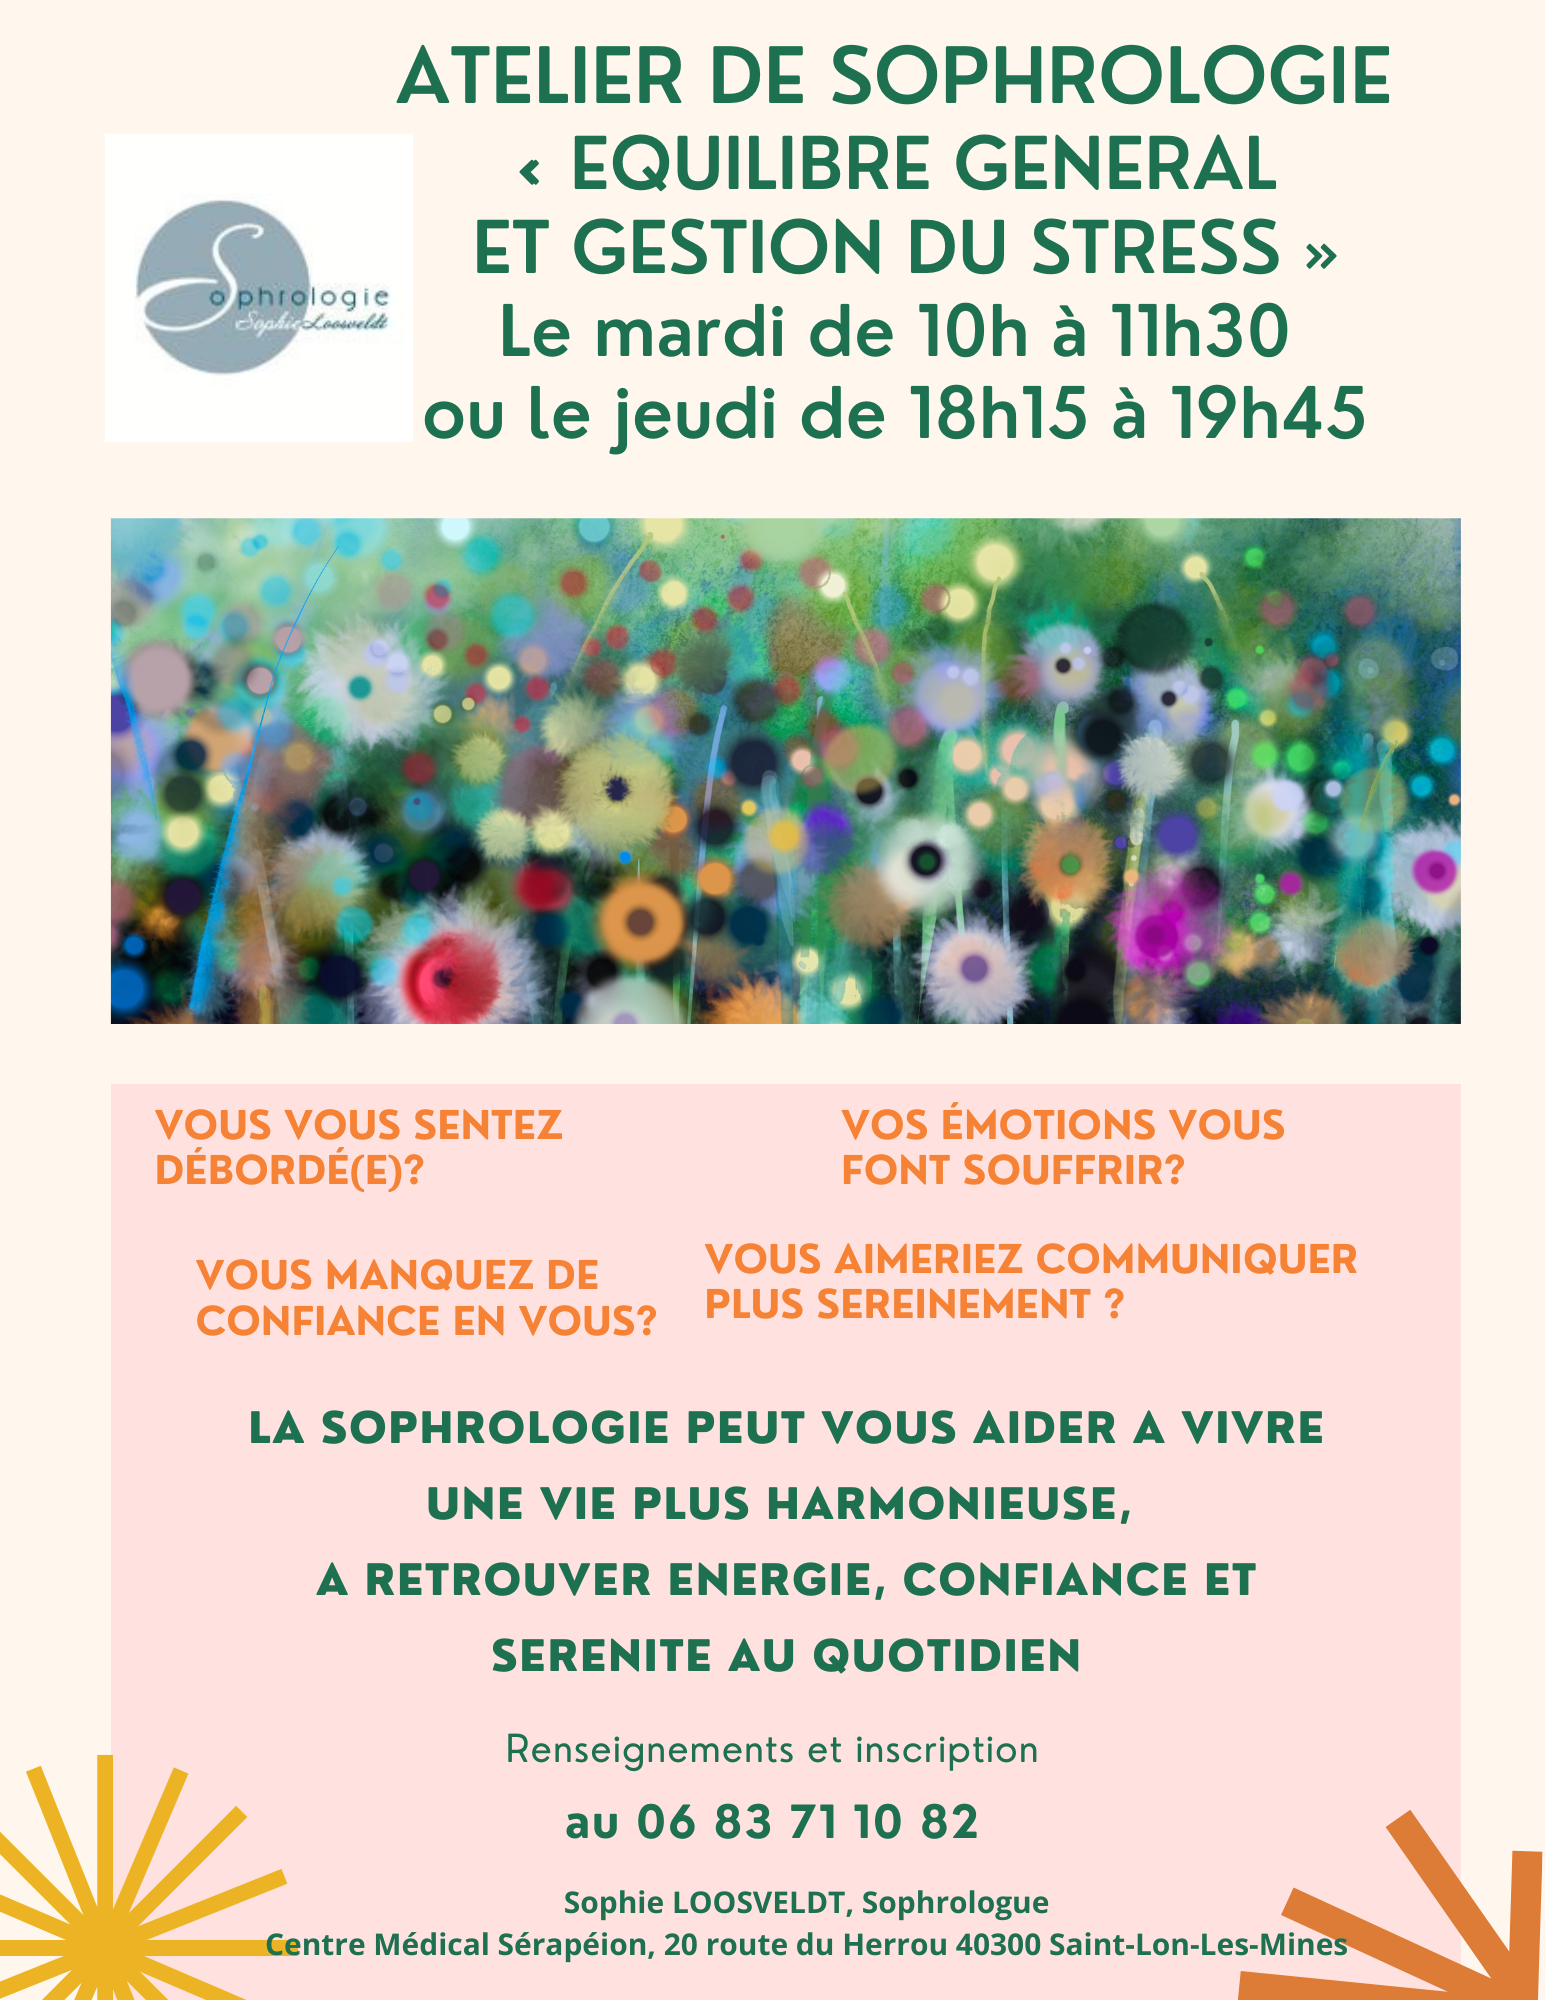 ATELIER DE SOPHROLOGIE
« EQUILIBRE GENERAL
ET GESTION DU STRESS »
Le mardi de 10h à 11h30
ou le jeudi de 18h15 à 19h45
Sophrologie
Sophie Loosveldt
VOUS VOUS SENTEZ
DÉBORDÉ(E)?
VOS ÉMOTIONS VOUS
FONT SOUFFRIR?
VOUS MANQUEZ DE
CONFIANCE EN VOUS?
VOUS AIMERIEZ COMMUNIQUER
PLUS SEREINEMENT ?
LA SOPHROLOGIE PEUT VOUS AIDER A VIVRE
UNE VIE PLUS HARMONIEUSE,
A RETROUVER ENERGIE, CONFIANCE ET
SERENITE AU QUOTIDIEN
Renseignements et inscription
au 06 83 71 10 82
Sophie LOOSVELDT, Sophrologue
Centre Médical Sérapéion, 20 route du Herrou 40300 Saint-Lon-Les-Mines